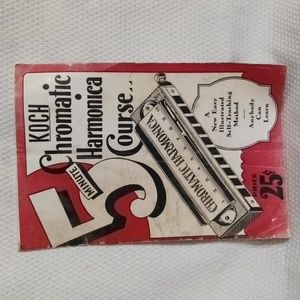 KOCH
Chromatic
Harmonica
Course...
5
MINUTE
CHROMATIC HARMONICA
A
New Easy
Illustrated
Self-Teaching
Method
Anybody
Can
Learn
PRICE
25¢